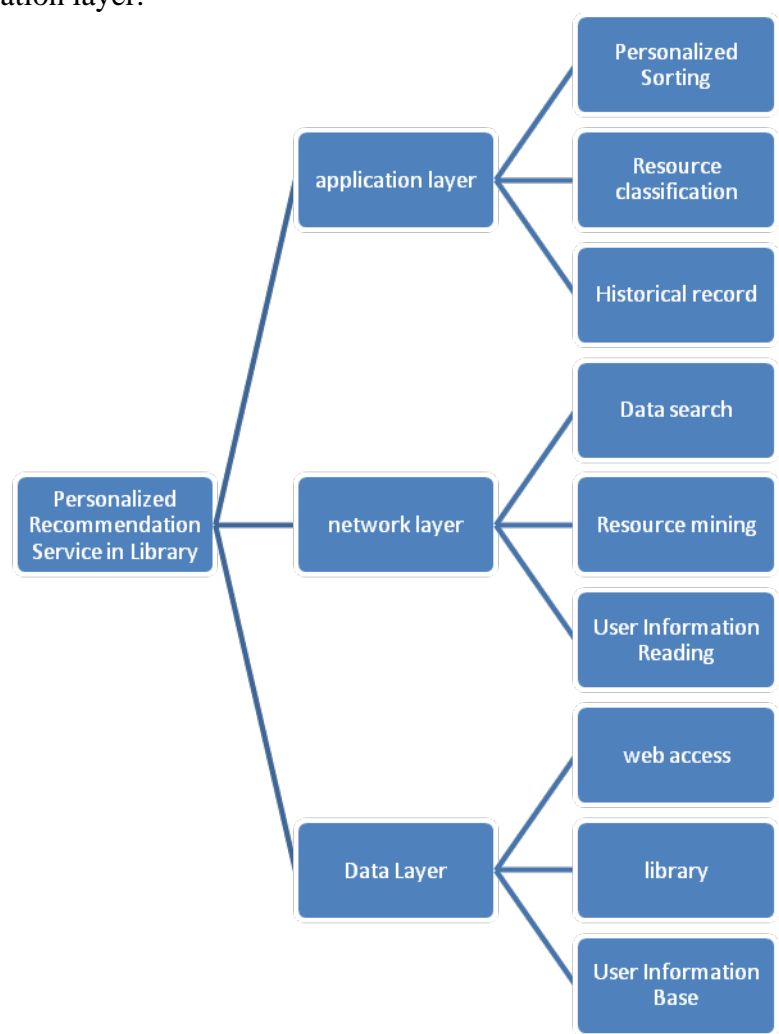 ation layer.
Personalized
Sorting
application layer
Resource
classification
Historical record
Data search
Personalized
Recommendation
Service in Library
network layer
Resource mining
User Information
Reading
web access
Data Layer
library
User Information
Base